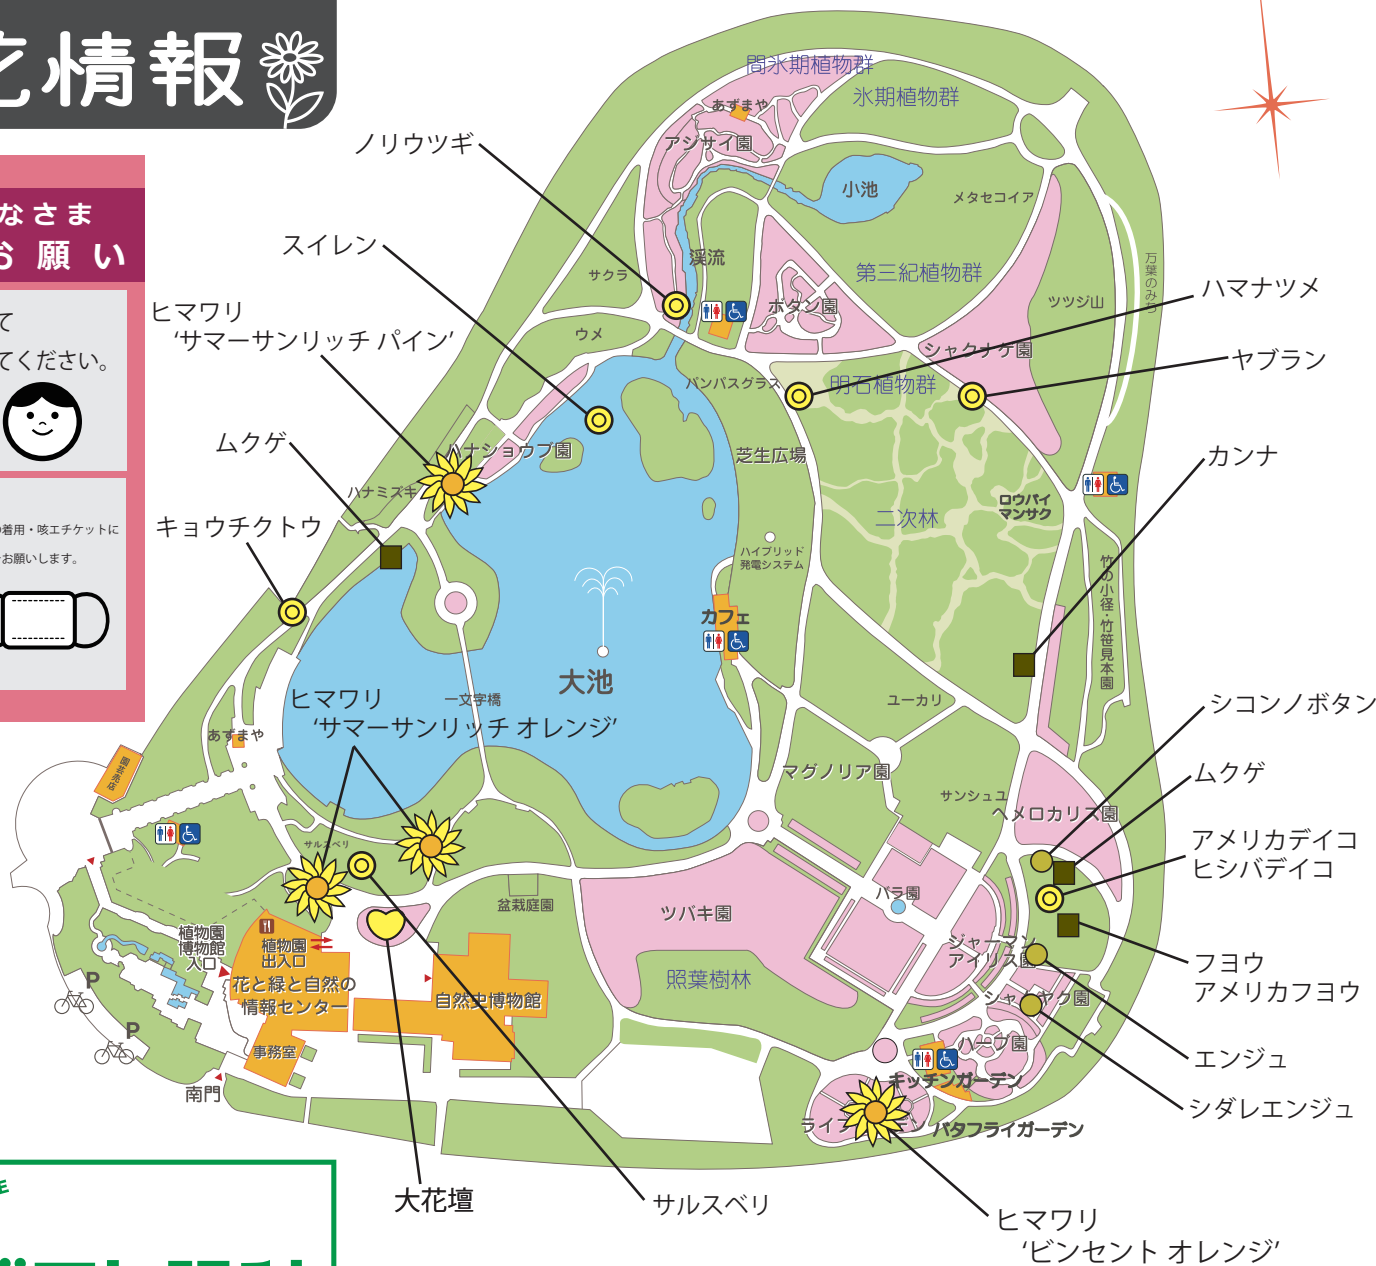 花情報
なさま
お願い
て
てください。
着用・咳エチケットに
お願いします。
間氷期植物群
氷期植物群
あずまや
アジサイ園
ノリウツギ
小池
メタセコイア
スイレン
渓流
サクラ
第三紀植物群
万葉のみち
ハマナツメ
ボタン園
ツツジ山
ヒマワリ
‘サマーサンリッチ パイン’
ウメ
シャクナゲ園
ヤブラン
パンパスグラス
明石植物群
ムクゲ
ハナショウブ園
芝生広場
カンナ
ハナミズキ
ロウバイ
マンサク
キョウチクトウ
二次林
ハイブリッド
発電システム
竹の小径・竹笹見本園
カフェ
大池
ヒマワリ
‘サマーサンリッチ オレンジ’
一文字橋
ユーカリ
シコンノボタン
あずまや
園芸売店
マグノリア園
ムクゲ
サンシュユ
ヘメロカリス園
サルスベリ
アメリカデイコ
ヒシバデイコ
バラ園
盆栽庭園
ツバキ園
植物園
博物館
入口
植物園
出入口
ジャーマン
アイリス園
フヨウ
アメリカフヨウ
花と緑と自然の
情報センター
自然史博物館
照葉樹林
シャクヤク園
P
P
ハーブ園
エンジュ
事務室
キッチンガーデン
南門
シダレエンジュ
バタフライガーデン
大花壇
サルスベリ
ヒマワリ
‘ビンセント オレンジ’